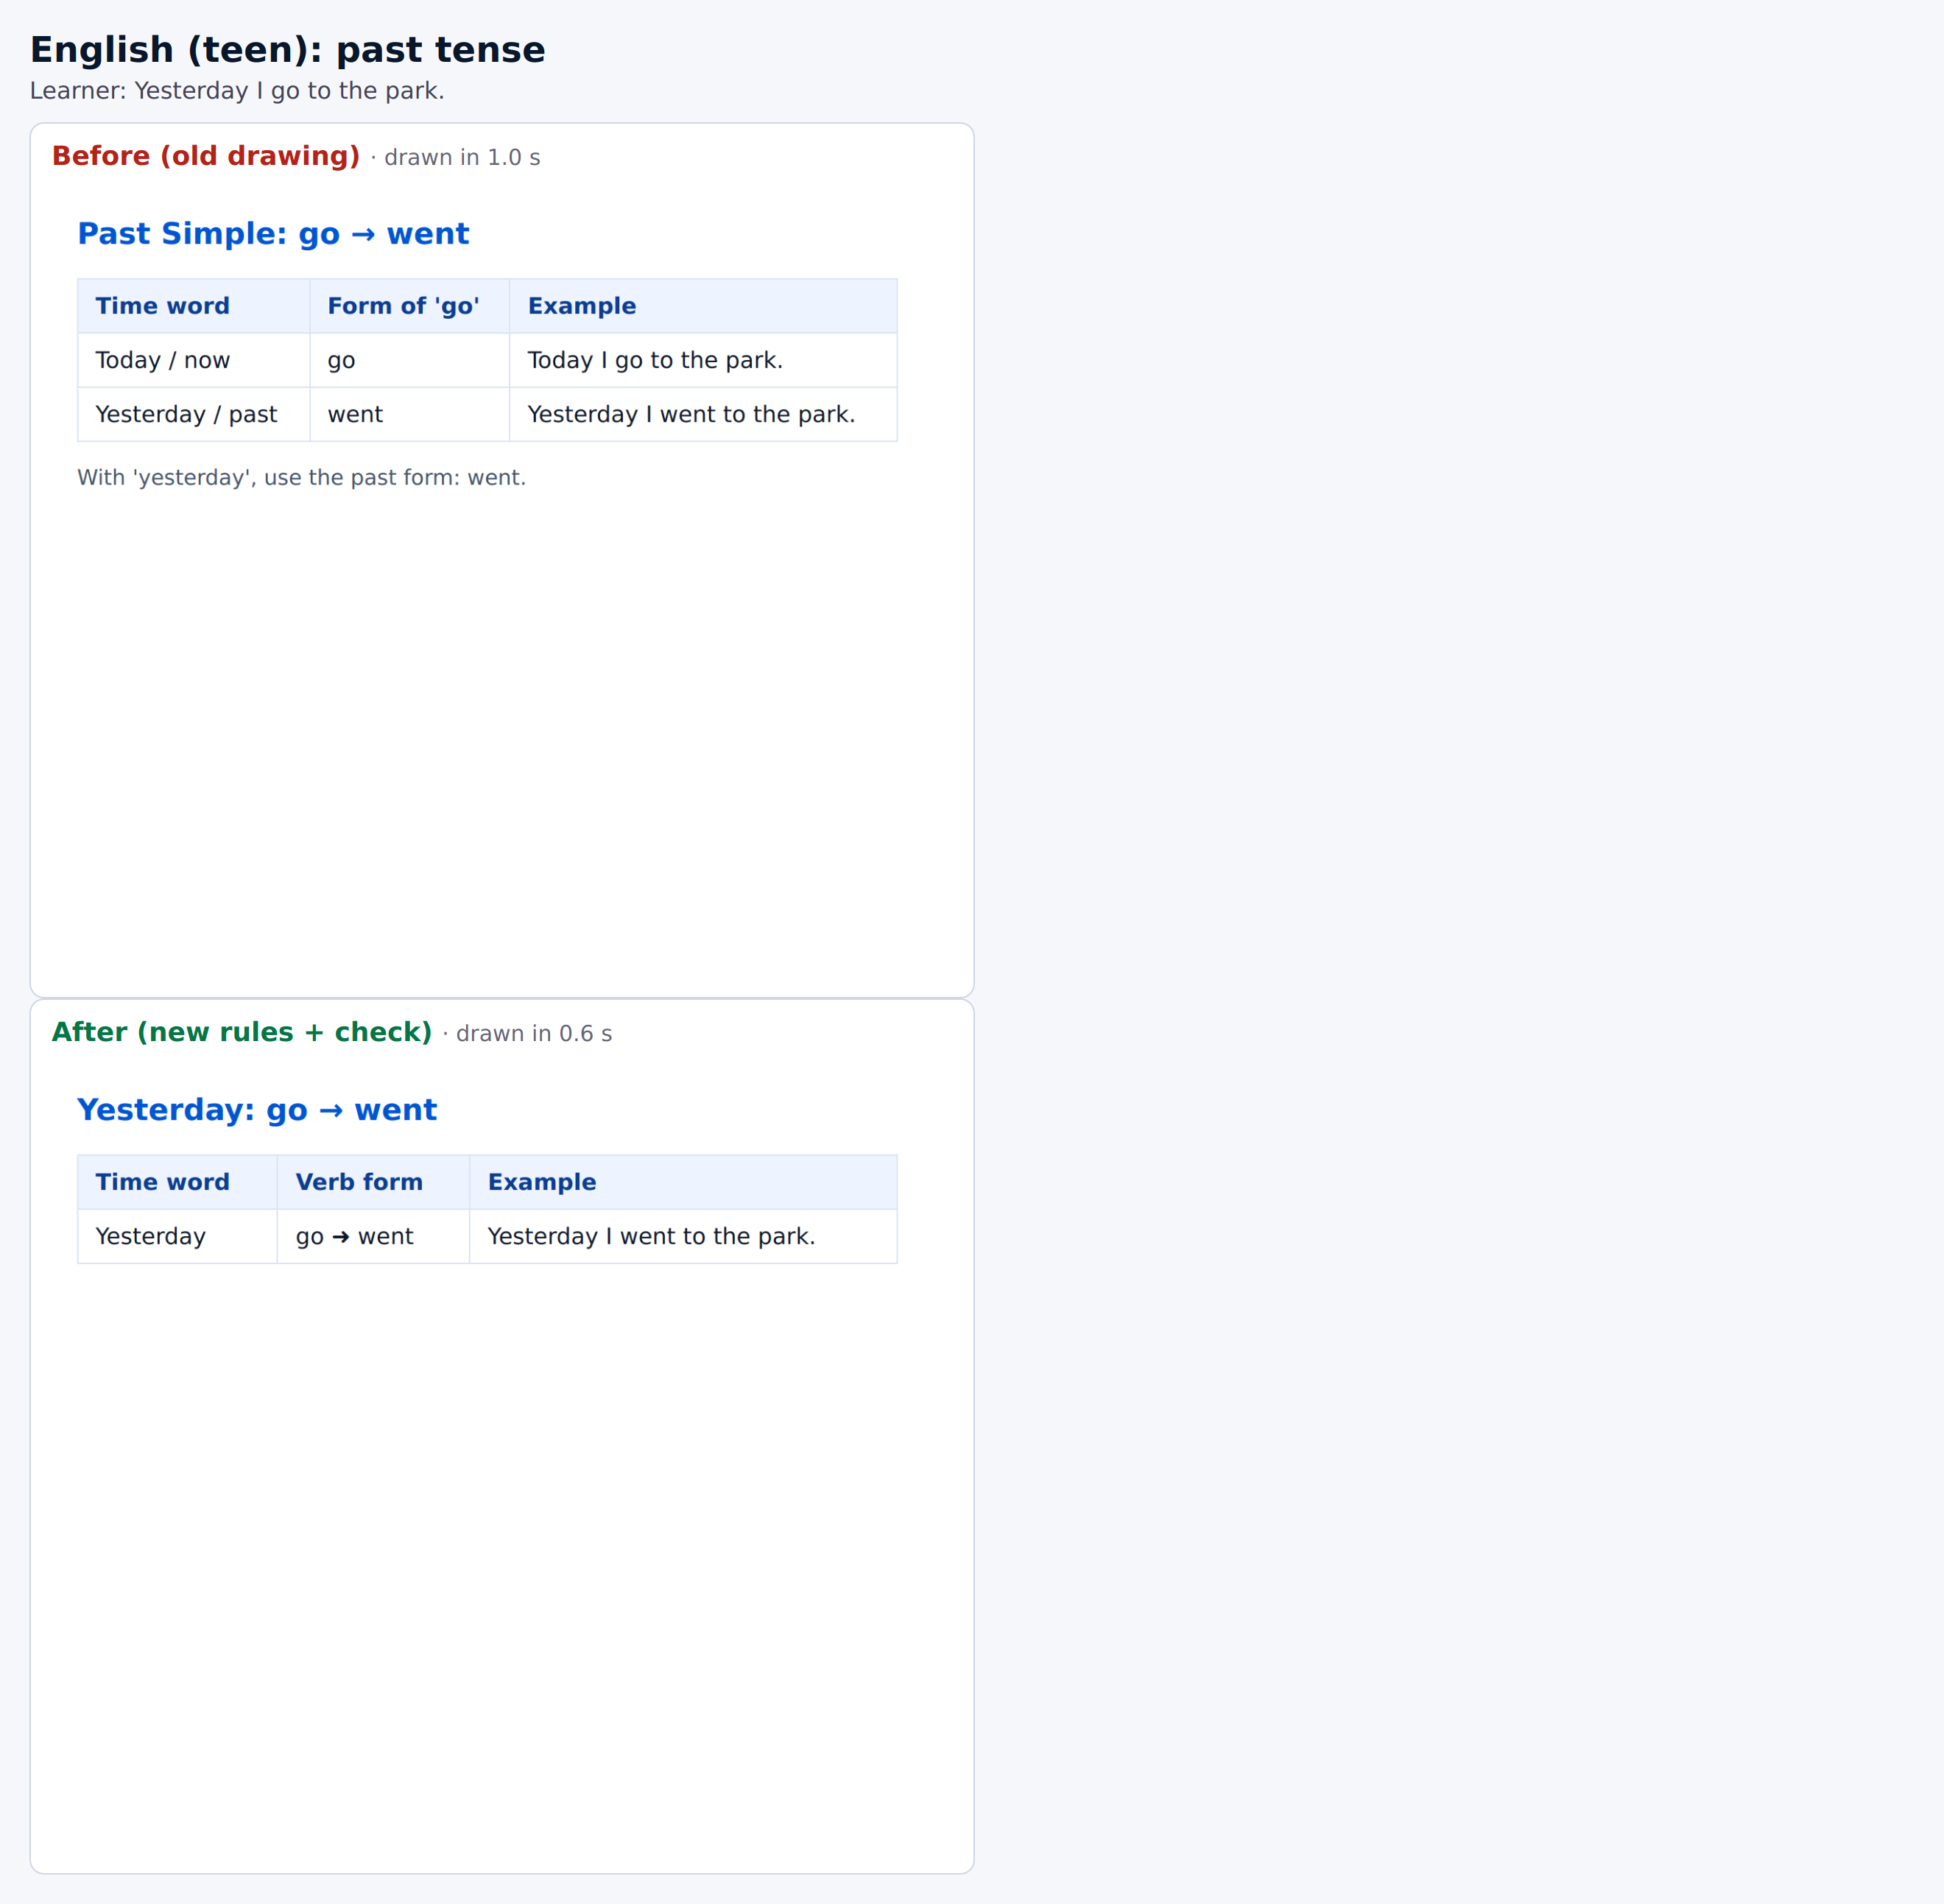 English (teen): past tense
Learner: Yesterday I go to the park.
Before (old drawing) · drawn in 1.0 s
Past Simple: go → went
Time word Form of 'go' Example
Today / now go Today I go to the park.
Yesterday / past went Yesterday I went to the park.
With 'yesterday', use the past form: went.
After (new rules + check) · drawn in 0.6 s
Yesterday: go → went
Time word Verb form Example
Yesterday go ➜ went Yesterday I went to the park.